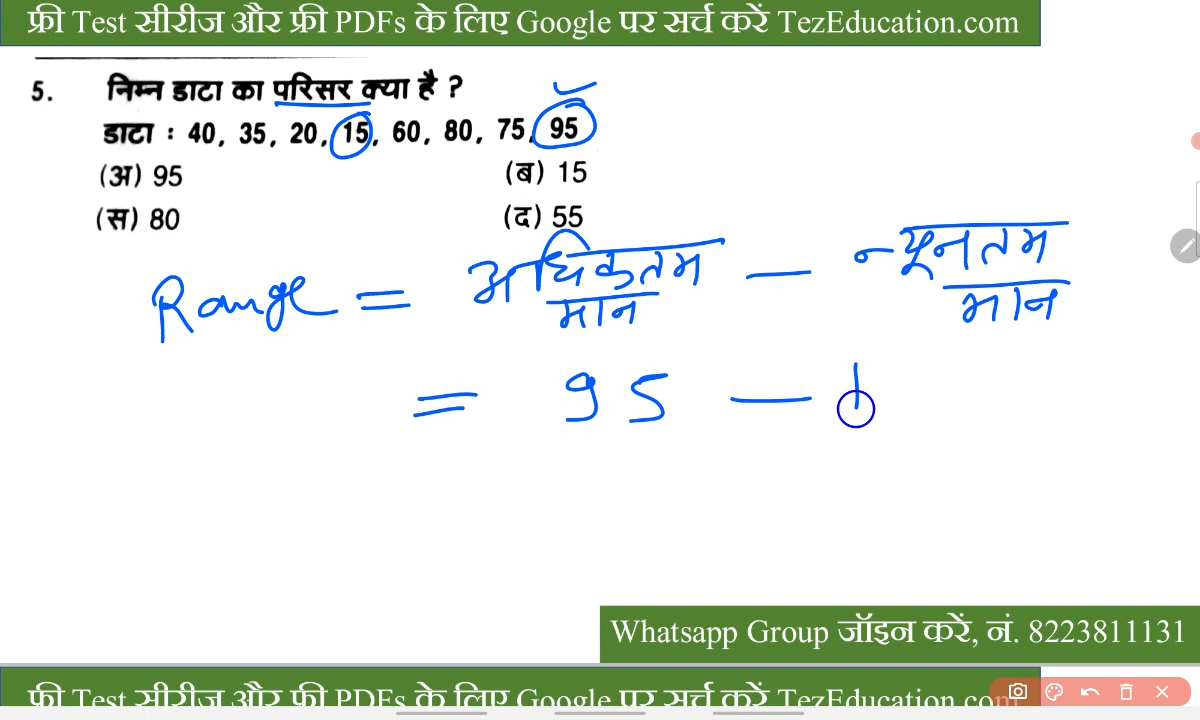 फ्री Test सीरीज और फ्री PDFs के लिए Google पर सर्च करें TezEducation.com
5. निम्न डाटा का परिसर क्या है ?
डाटा : 40, 35, 20, 15, 60, 80, 75, 95
(अ) 95 (ब) 15
(स) 80 (द) 55
Range = अधिकतम मान — न्यूनतम मान
= 95 — 1
Whatsapp Group जॉइन करें, नं. 8223811131
फ्री Test सीरीज और फ्री PDFs के लिए Google पर सर्च करें TezEducation.com